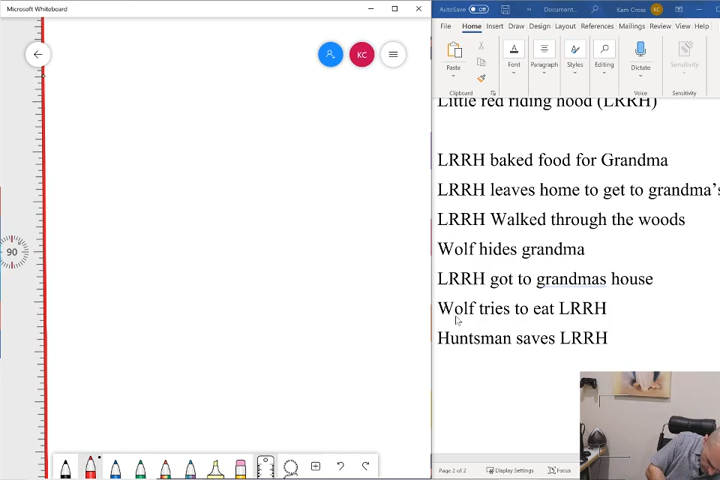 Microsoft Whiteboard
KC
90
AutoSave Off
Document...
Kam Cross KC
File Home Insert Draw Design Layout References Mailings Review View Help
Paste Font Paragraph Styles Editing Dictate Sensitivity
Clipboard Voice Sensitivity
Little red riding hood (LRRH)
LRRH baked food for Grandma
LRRH leaves home to get to grandma's
LRRH Walked through the woods
Wolf hides grandma
LRRH got to grandmas house
Wolf tries to eat LRRH
Huntsman saves LRRH
Page 2 of 2 Display Settings Focus